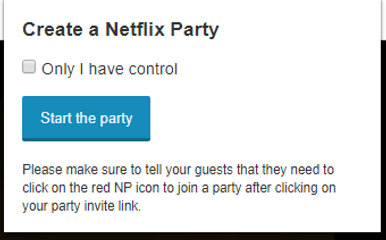 Create a Netflix Party
Only I have control
Start the party
Please make sure to tell your guests that they need to
click on the red NP icon to join a party after clicking on
your party invite link.